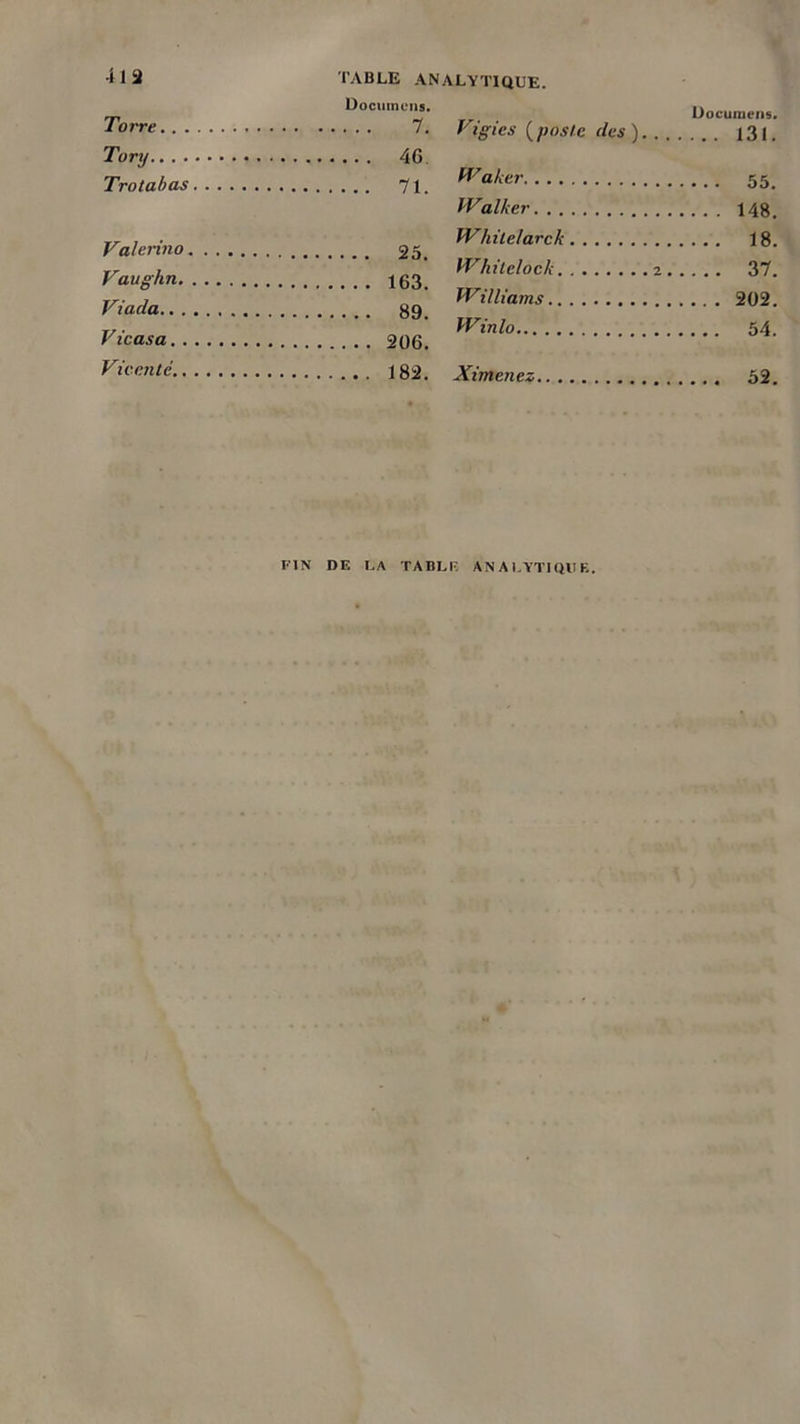 412 TABLE ANALYTIQUE.
Documens.
Torre................. 7.
Tory.................. 46.
Trotabas............... 71.
Valerino............... 25.
Vaughn................ 163.
Viada.................. 89.
Vicasa................. 206.
Vicenté................ 182.
Documens.
Vigies (poste des)........ 131.
Waker................. 55.
Walker................ 148.
Whitelarck............. 18.
Whitelock........2..... 37.
Williams............... 202.
Winlo................. 54.
Ximenez............... 52.
FIN DE LA TABLE ANALYTIQUE.